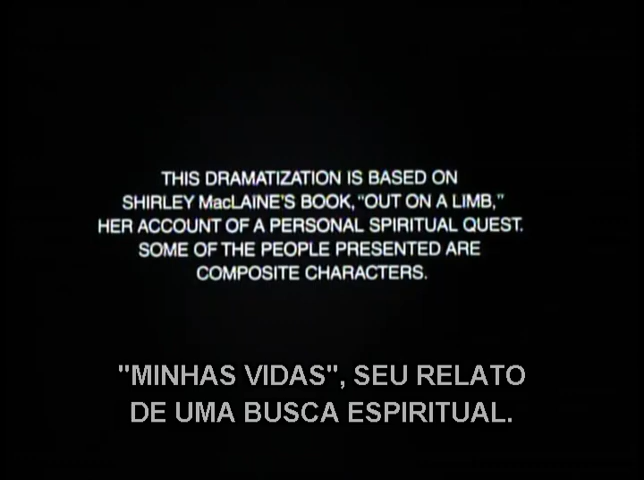 THIS DRAMATIZATION IS BASED ON
SHIRLEY MacLAINE'S BOOK, "OUT ON A LIMB,"
HER ACCOUNT OF A PERSONAL SPIRITUAL QUEST.
SOME OF THE PEOPLE PRESENTED ARE
COMPOSITE CHARACTERS.
"MINHAS VIDAS", SEU RELATO
DE UMA BUSCA ESPIRITUAL.